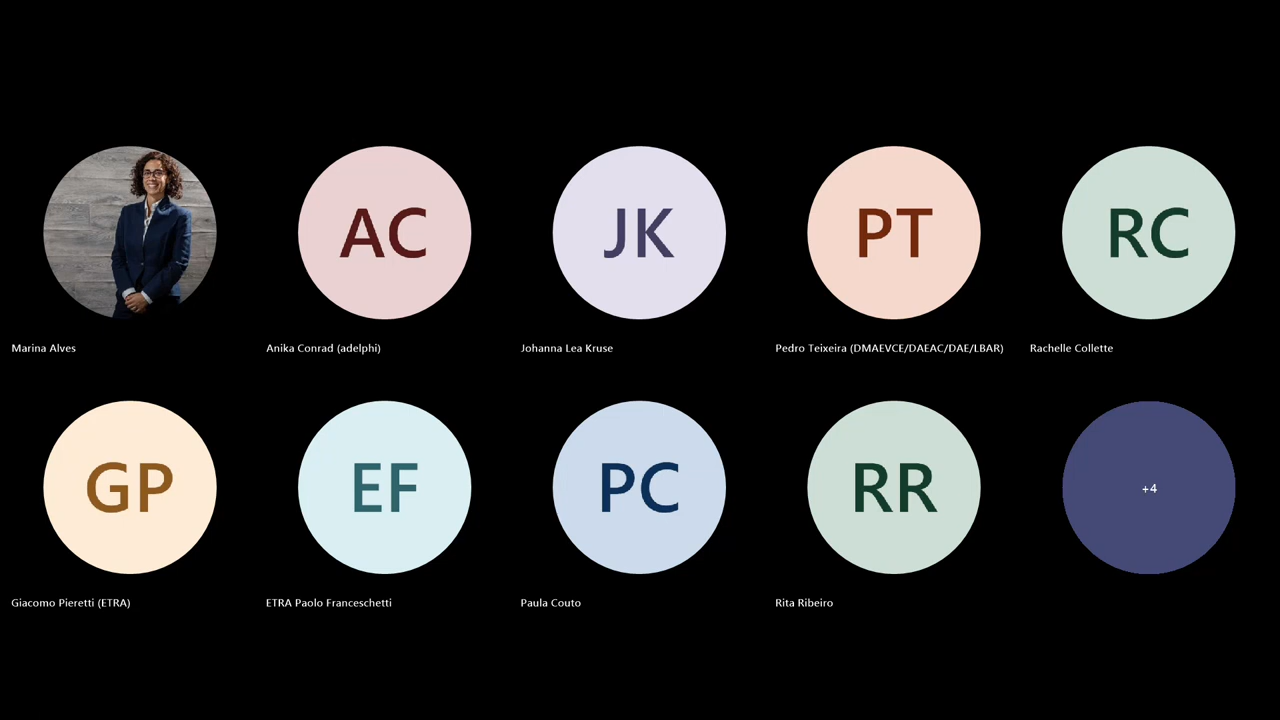 AC
JK
PT
RC
Marina Alves
Anika Conrad (adelphi)
Johanna Lea Kruse
Pedro Teixeira (DMAEVCE/DAEAC/DAE/LBAR)
Rachelle Collette
GP
EF
PC
RR
+4
Giacomo Pieretti (ETRA)
ETRA Paolo Franceschetti
Paula Couto
Rita Ribeiro